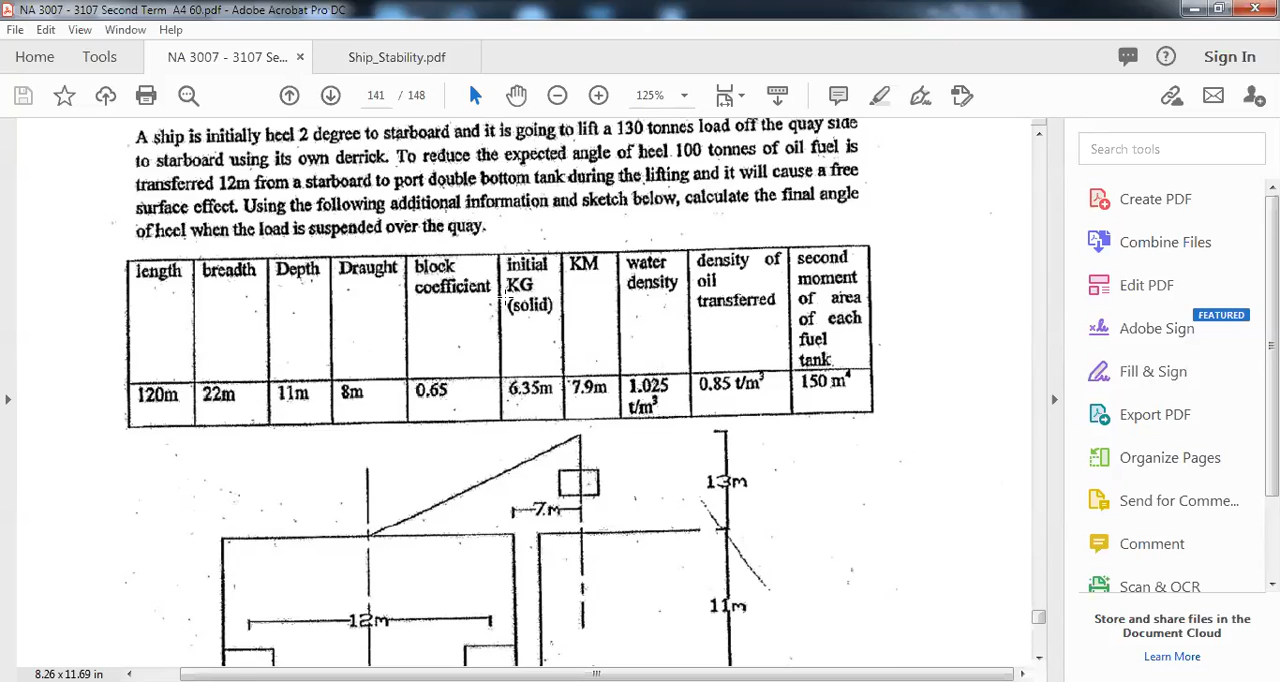 NA 3007 - 3107 Second Term A4 60.pdf - Adobe Acrobat Pro DC
File Edit View Window Help
Home Tools NA 3007 - 3107 Se... × Ship_Stability.pdf Sign In
141 / 148 125%
A ship is initially heel 2 degree to starboard and it is going to lift a 130 tonnes load off the quay side
to starboard using its own derrick. To reduce the expected angle of heel 100 tonnes of oil fuel is
transferred 12m from a starboard to port double bottom tank during the lifting and it will cause a free
surface effect. Using the following additional information and sketch below, calculate the final angle
of heel when the load is suspended over the quay.
length breadth Depth Draught block coefficient initial KG (solid) KM water density density of oil transferred second moment of area of each fuel tank
120m 22m 11m 8m 0.65 6.35m 7.9m 1.025 t/m³ 0.85 t/m³ 150 m⁴
13m
7m
11m
12m
Search tools
Create PDF
Combine Files
Edit PDF
FEATURED
Adobe Sign
Fill & Sign
Export PDF
Organize Pages
Send for Comme...
Comment
Scan & OCR
Store and share files in the
Document Cloud
Learn More
8.26 x 11.69 in